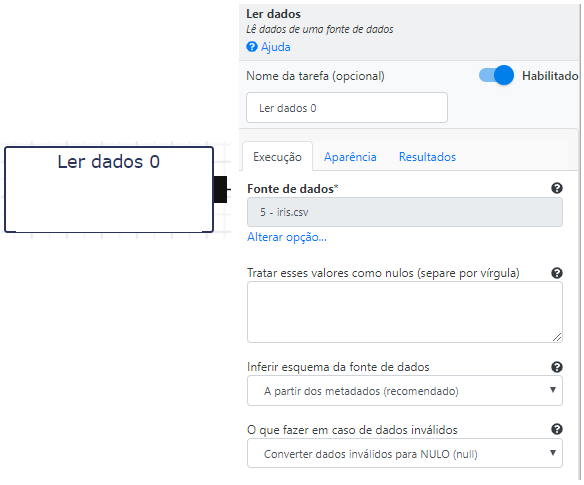 Ler dados 0
Ler dados
Lê dados de uma fonte de dados
Ajuda
Nome da tarefa (opcional)
Habilitado
Ler dados 0
Execução
Aparência
Resultados
Fonte de dados*
5 - iris.csv
Alterar opção...
Tratar esses valores como nulos (separe por vírgula)
Inferir esquema da fonte de dados
A partir dos metadados (recomendado)
O que fazer em caso de dados inválidos
Converter dados inválidos para NULO (null)